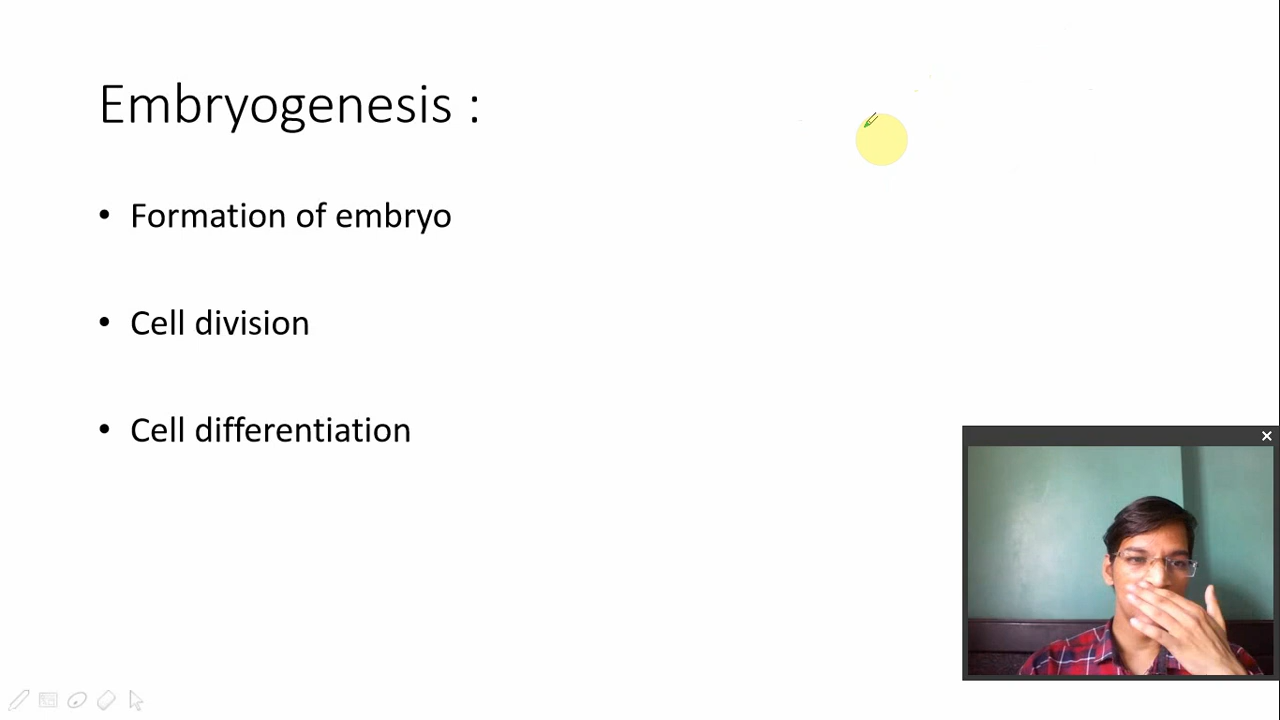 Embryogenesis :
• Formation of embryo
• Cell division
• Cell differentiation